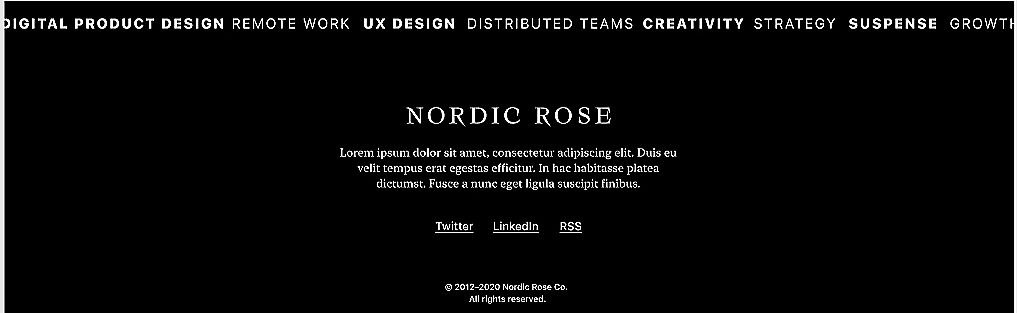 DIGITAL PRODUCT DESIGN REMOTE WORK UX DESIGN DISTRIBUTED TEAMS CREATIVITY STRATEGY SUSPENSE GROWTH
NORDIC ROSE
Lorem ipsum dolor sit amet, consectetur adipiscing elit. Duis eu
velit tempus erat egestas efficitur. In hac habitasse platea
dictumst. Fusce a nunc eget ligula suscipit finibus.
Twitter LinkedIn RSS
© 2012–2020 Nordic Rose Co.
All rights reserved.